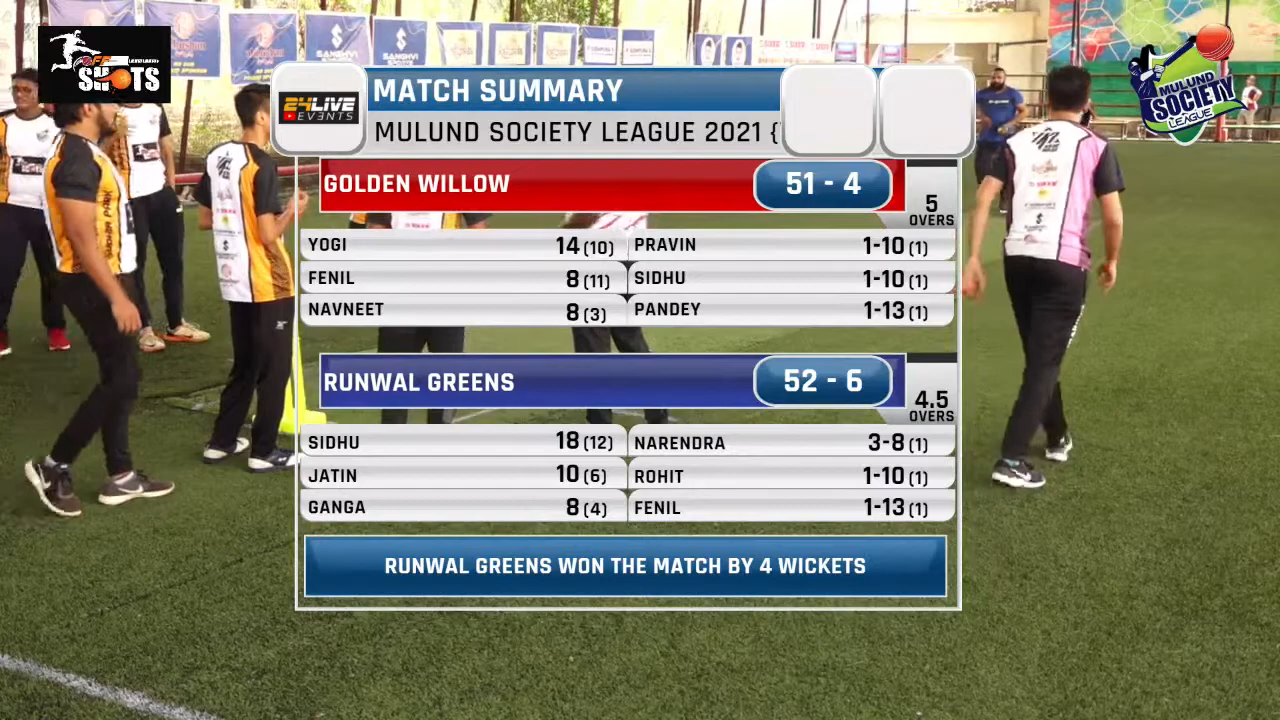 OFF
SHOTS
24LIVE
EVENTS
MATCH SUMMARY
MULUND SOCIETY LEAGUE 2021 {
MULUND
SOCIETY
LEAGUE
GOLDEN WILLOW 51 - 4
5
OVERS
YOGI 14 (10) PRAVIN 1-10 (1)
FENIL 8 (11) SIDHU 1-10 (1)
NAVNEET 8 (3) PANDEY 1-13 (1)
RUNWAL GREENS 52 - 6
4.5
OVERS
SIDHU 18 (12) NARENDRA 3-8 (1)
JATIN 10 (6) ROHIT 1-10 (1)
GANGA 8 (4) FENIL 1-13 (1)
RUNWAL GREENS WON THE MATCH BY 4 WICKETS
SANGHVI
SANGHVI